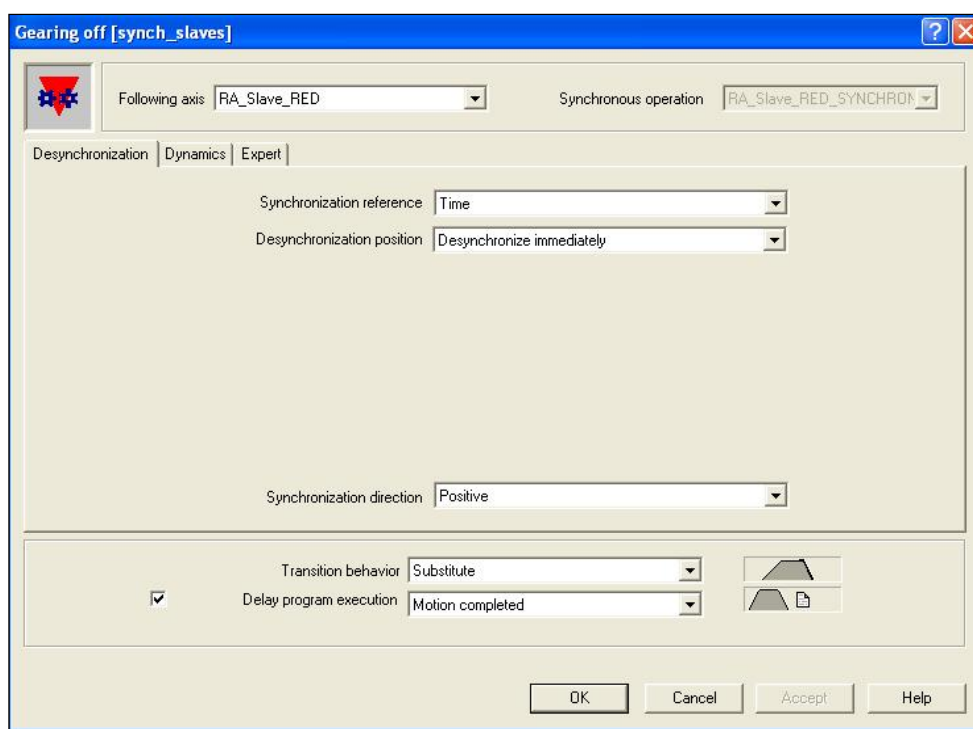 Gearing off [synch_slaves]
Following axis RA_Slave_RED Synchronous operation RA_Slave_RED_SYNCHRON
Desynchronization Dynamics Expert
Synchronization reference Time
Desynchronization position Desynchronize immediately
Synchronization direction Positive
Transition behavior Substitute
Delay program execution Motion completed
OK Cancel Accept Help